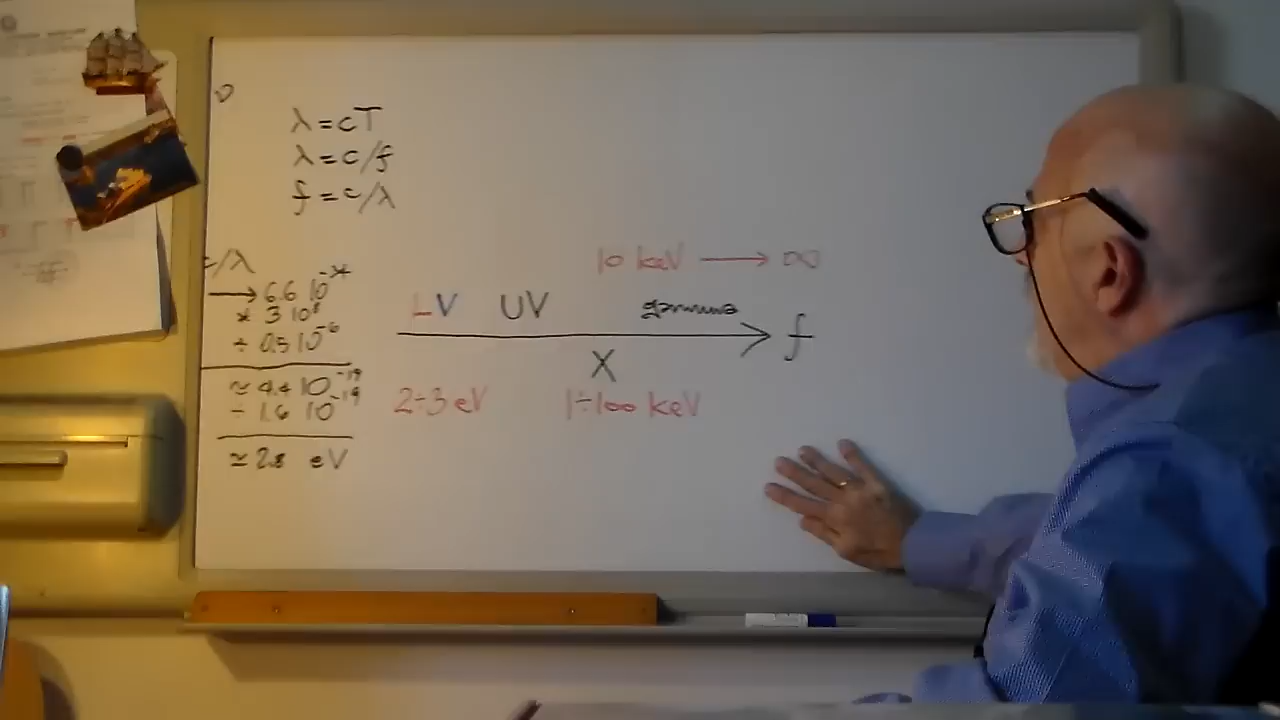 λ = cT
λ = c/f
f = c/λ
c/λ
→ 6.6 10
* 3 10⁸
÷ 0.5 10⁻⁶
≃ 4.4 10⁻¹⁹
÷ 1.6 10⁻¹⁹
≃ 2.8 eV
10 keV → ∞
LV UV gamma
f
X
2÷3 eV 1÷100 keV